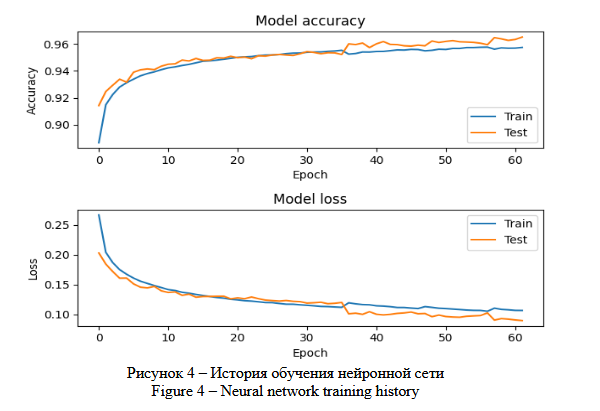 Model accuracy
Accuracy
0.96
0.94
0.92
0.90
Train
Test
0 10 20 30 40 50 60
Epoch
Model loss
Loss
0.25
0.20
0.15
0.10
Train
Test
0 10 20 30 40 50 60
Epoch
Рисунок 4 – История обучения нейронной сети
Figure 4 – Neural network training history